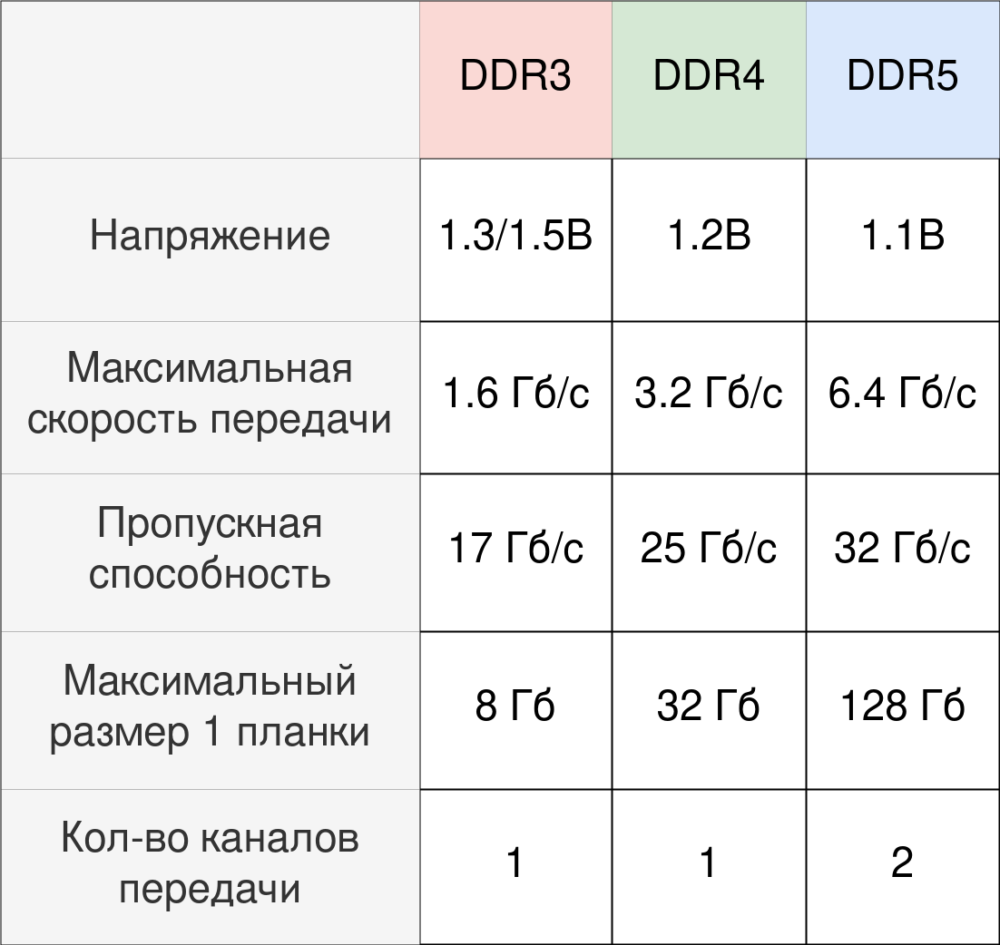 DDR3 DDR4 DDR5
Напряжение 1.3/1.5В 1.2В 1.1В
Максимальная
скорость передачи 1.6 Гб/с 3.2 Гб/с 6.4 Гб/с
Пропускная
способность 17 Гб/с 25 Гб/с 32 Гб/с
Максимальный
размер 1 планки 8 Гб 32 Гб 128 Гб
Кол-во каналов
передачи 1 1 2